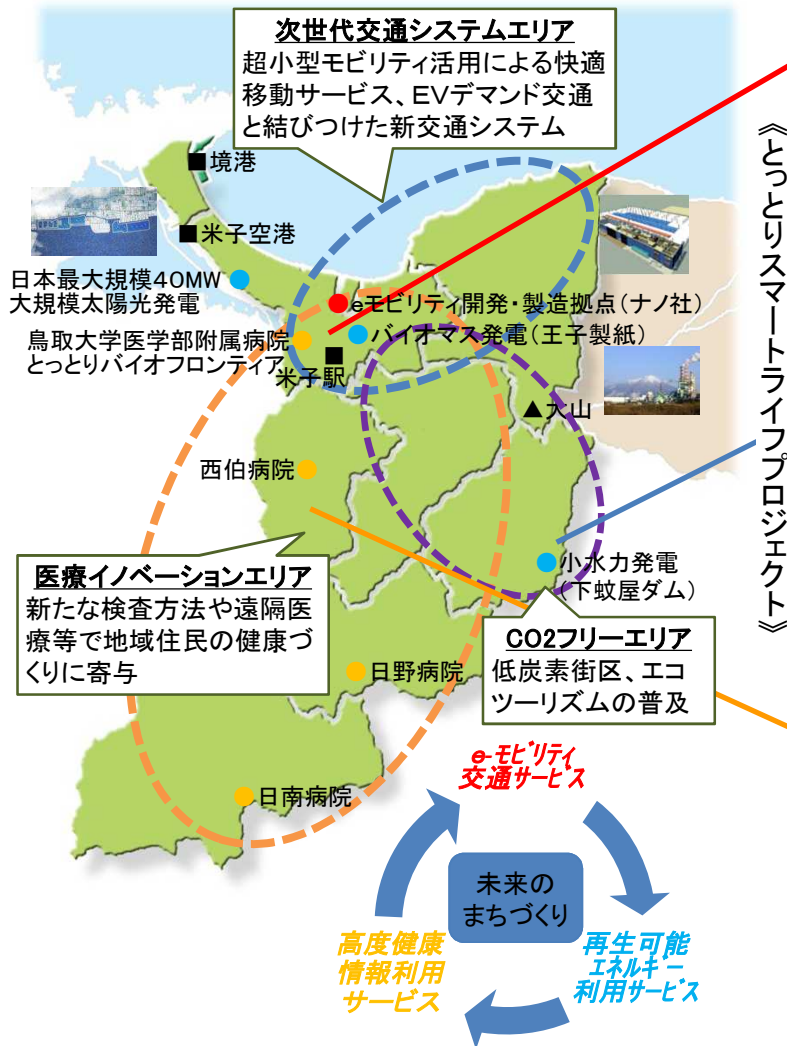 次世代交通システムエリア
超小型モビリティ活用による快適
移動サービス、EVデマンド交通
と結びつけた新交通システム
《とっとりスマートライフプロジェクト》
■境港
■米子空港
日本最大規模40MW
大規模太陽光発電
eモビリティ開発・製造拠点(ナノ社)
鳥取大学医学部附属病院
とっとりバイオフロンティア
バイオマス発電(王子製紙)
米子駅
▲大山
西伯病院
小水力発電
(下蚊屋ダム)
医療イノベーションエリア
新たな検査方法や遠隔医
療等で地域住民の健康づ
くりに寄与
CO2フリーエリア
低炭素街区、エコ
ツーリズムの普及
日野病院
日南病院
e-モビリティ
交通サービス
未来の
まちづくり
高度健康
情報利用
サービス
再生可能
エネルギー
利用サービス